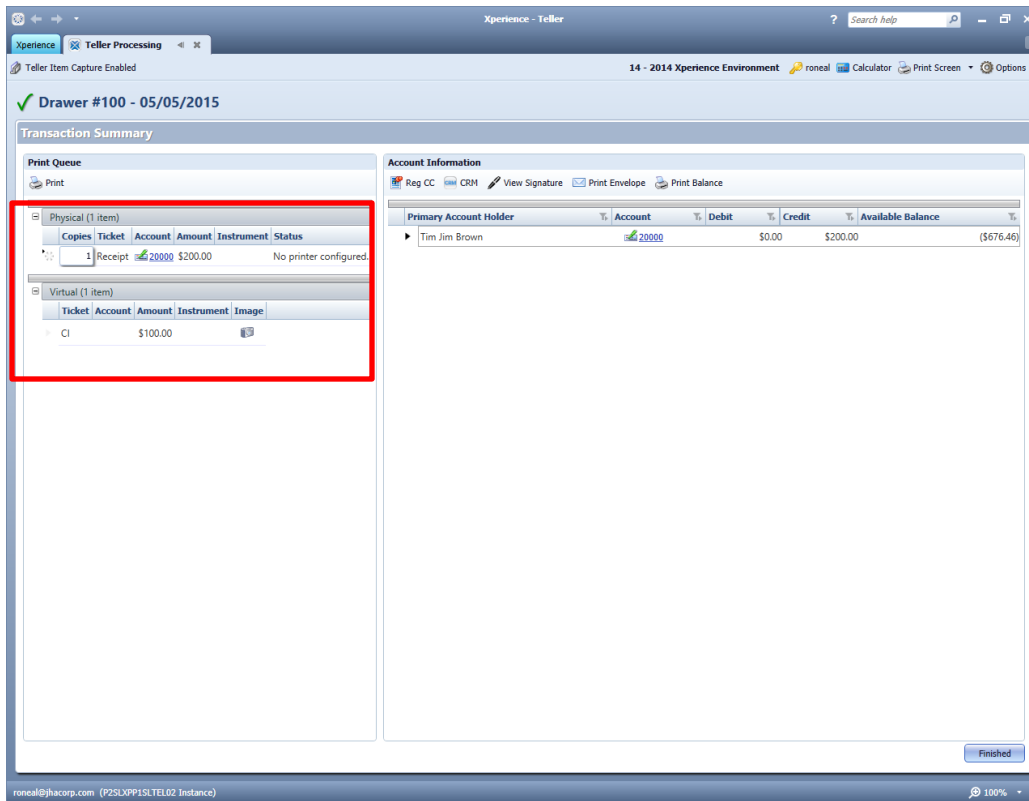 Xperience - Teller
? Search help
Xperience Teller Processing
Teller Item Capture Enabled
14 - 2014 Xperience Environment roneal Calculator Print Screen Options
Drawer #100 - 05/05/2015
Transaction Summary
Print Queue
Print
Physical (1 item)
Copies Ticket Account Amount Instrument Status
1 Receipt 20000 $200.00 No printer configured.
Virtual (1 item)
Ticket Account Amount Instrument Image
CI $100.00
Account Information
Reg CC CRM View Signature Print Envelope Print Balance
Primary Account Holder Account Debit Credit Available Balance
Tim Jim Brown 20000 $0.00 $200.00 ($676.46)
Finished
roneal@jhacorp.com (P2SLXPP1SLTEL02 Instance) 100%